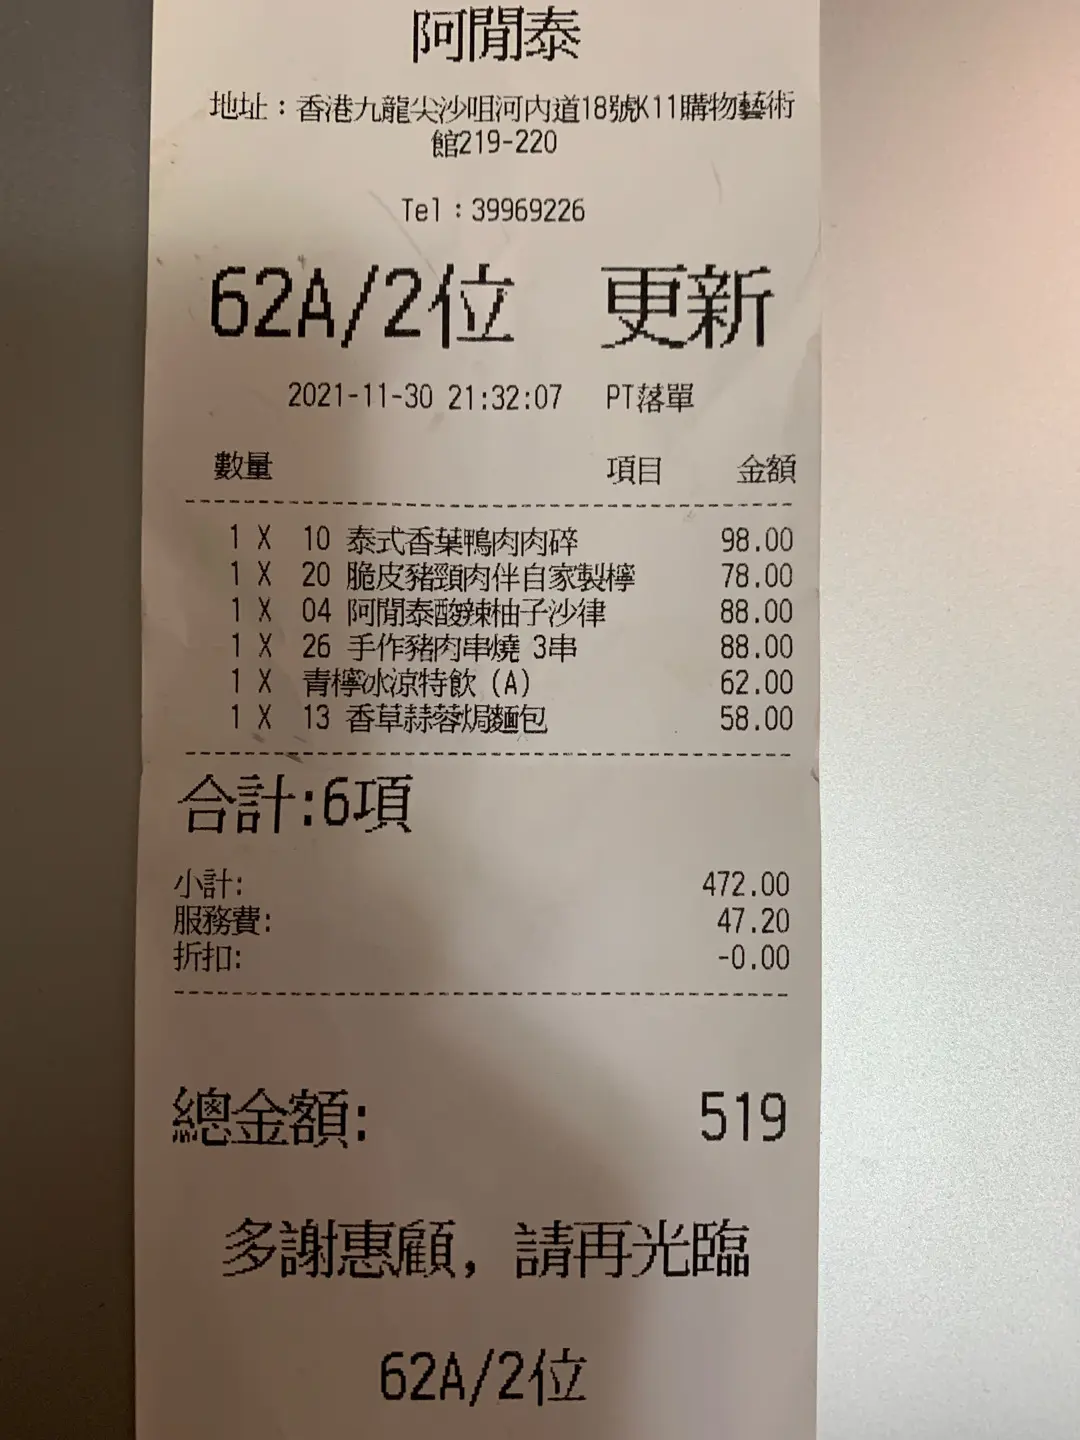 阿閒泰
地址：香港九龍尖沙咀河內道18號K11購物藝術
館219-220
Tel：39969226
62A/2位 更新
2021-11-30 21:32:07 PT落單
數量 項目 金額
1 X 10 泰式香葉鴨肉肉碎 98.00
1 X 20 脆皮豬頸肉伴自家製檸 78.00
1 X 04 阿閒泰酸辣柚子沙律 88.00
1 X 26 手作豬肉串燒 3串 88.00
1 X 青檸冰涼特飲 (A) 62.00
1 X 13 香草蒜蓉焗麵包 58.00
合計:6項
小計: 472.00
服務費: 47.20
折扣: -0.00
總金額: 519
多謝惠顧, 請再光臨
62A/2位